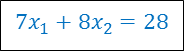 7x₁ + 8x₂ = 28